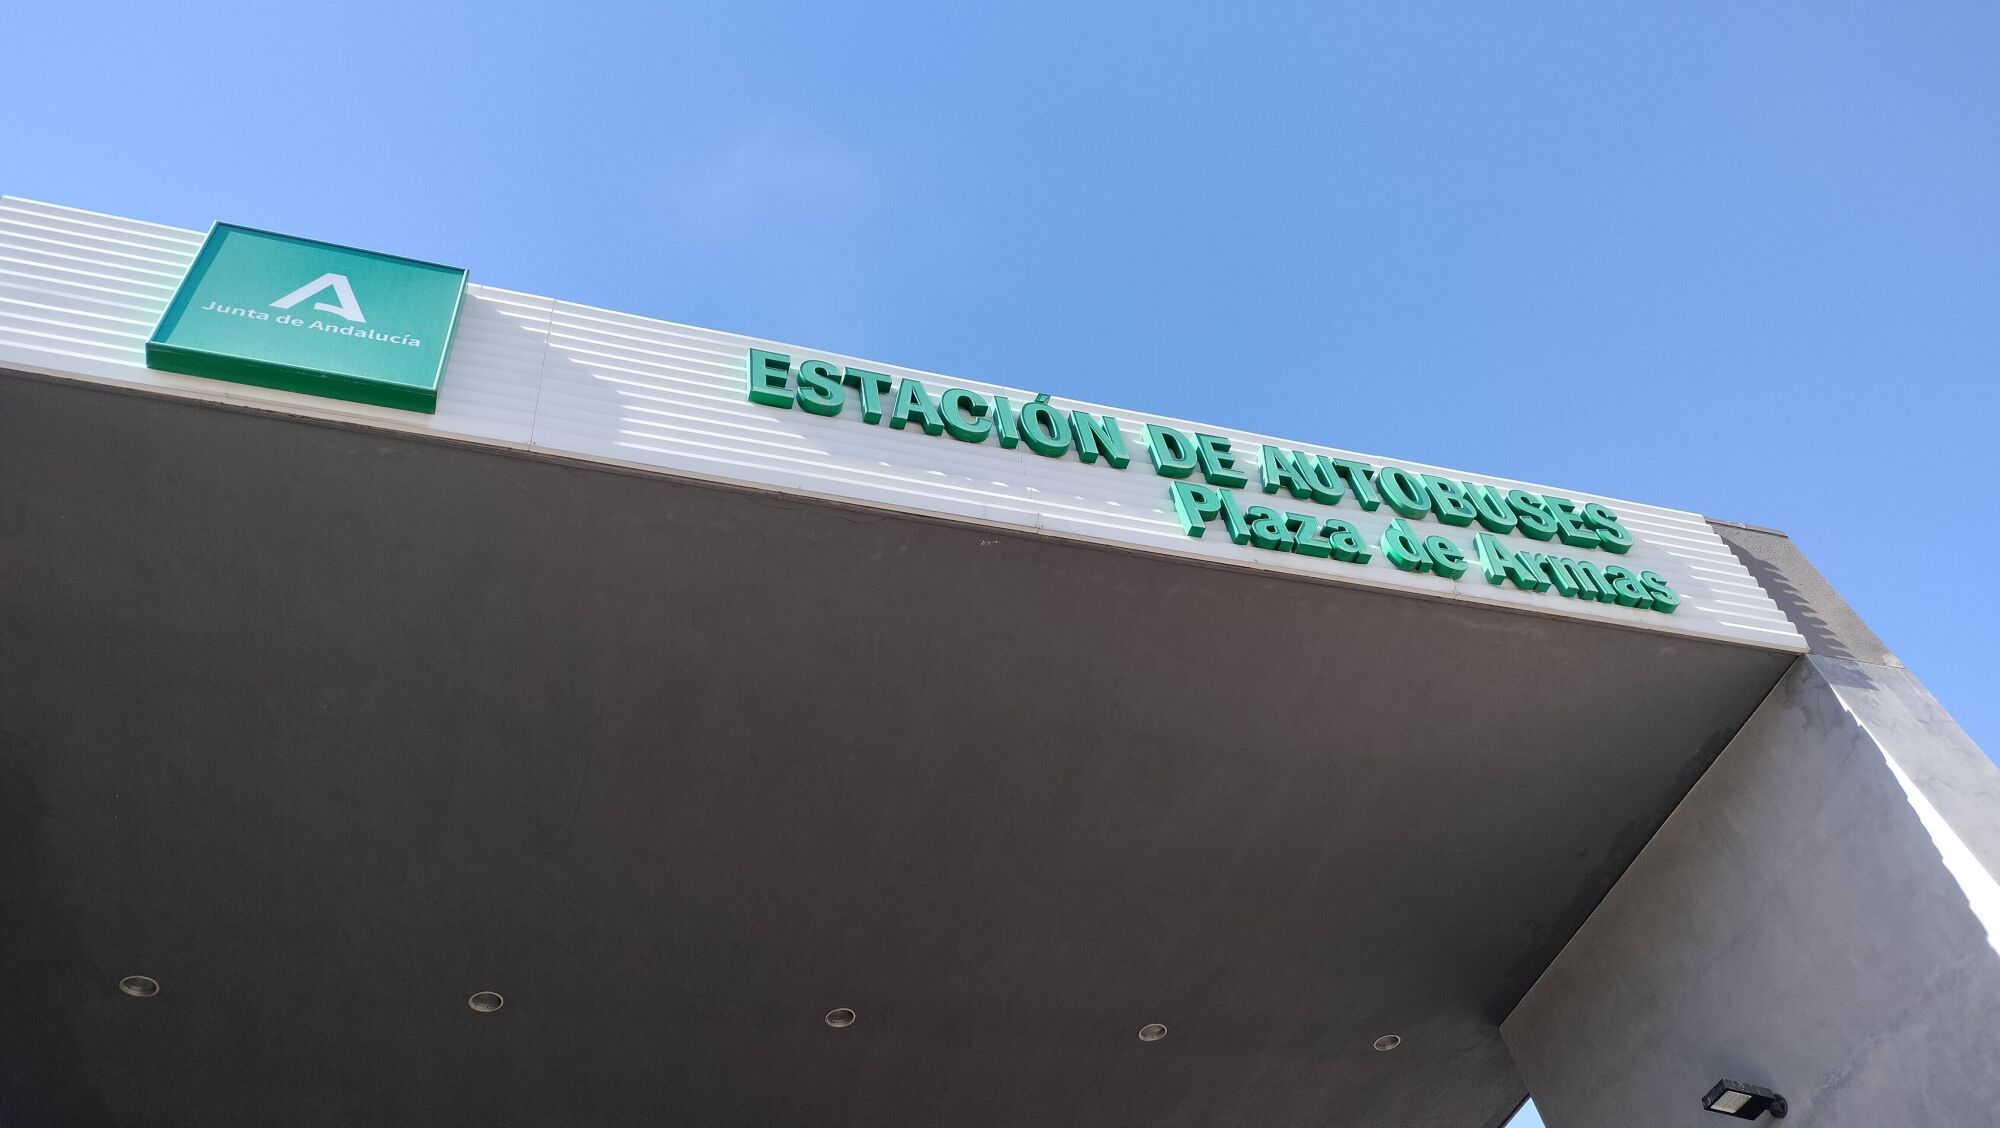 Junta de Andalucía
ESTACIÓN DE AUTOBUSES
Plaza de Armas